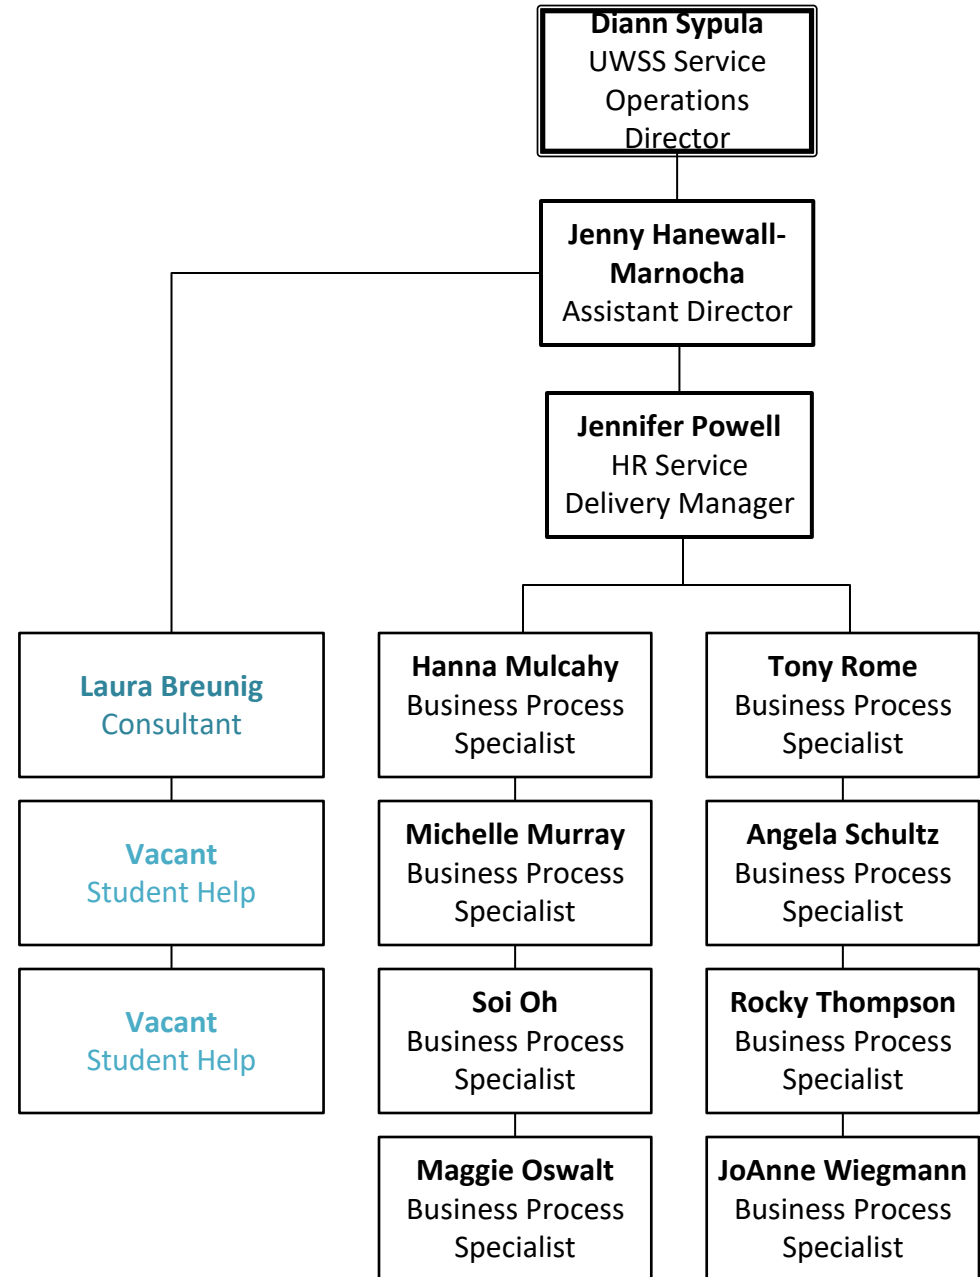 Diann Sypula
UWSS Service
Operations
Director
Jenny Hanewall-
Marnocha
Assistant Director
Jennifer Powell
HR Service
Delivery Manager
Laura Breunig
Consultant
Vacant
Student Help
Vacant
Student Help
Hanna Mulcahy
Business Process
Specialist
Michelle Murray
Business Process
Specialist
Soi Oh
Business Process
Specialist
Maggie Oswalt
Business Process
Specialist
Tony Rome
Business Process
Specialist
Angela Schultz
Business Process
Specialist
Rocky Thompson
Business Process
Specialist
JoAnne Wiegmann
Business Process
Specialist